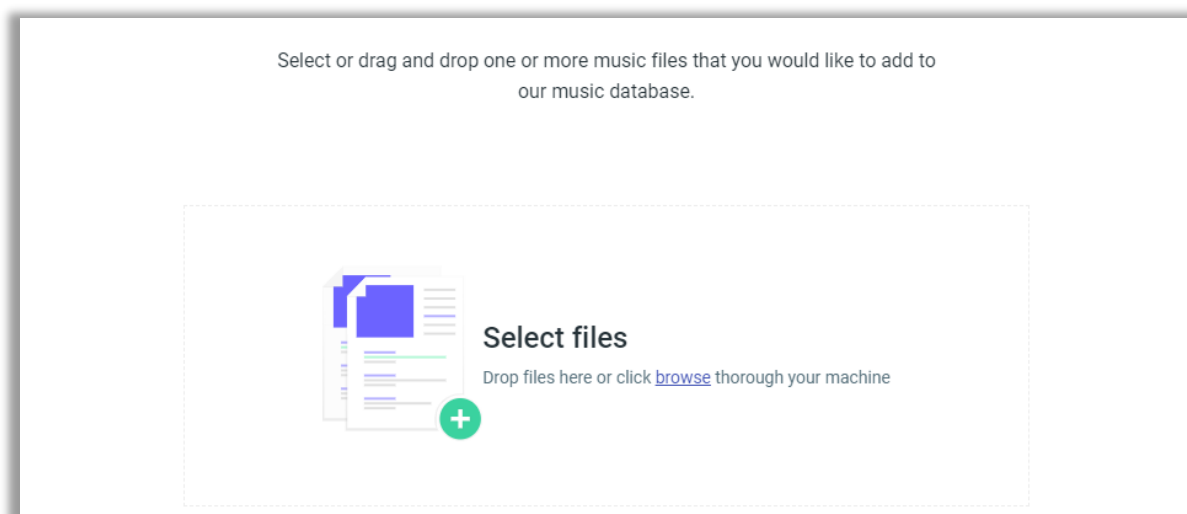 Select or drag and drop one or more music files that you would like to add to
our music database.
Select files
Drop files here or click browse thorough your machine